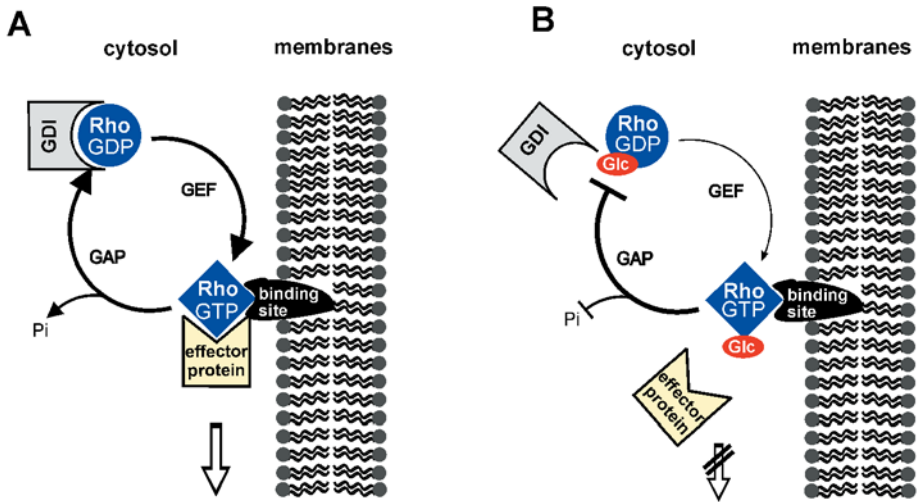 A
cytosol
membranes
GDI
Rho
GDP
GEF
GAP
Pi
Rho
GTP
binding
site
effector
protein
B
cytosol
membranes
GDI
Rho
GDP
Glc
GEF
GAP
Pi
Rho
GTP
binding
site
Glc
effector
protein